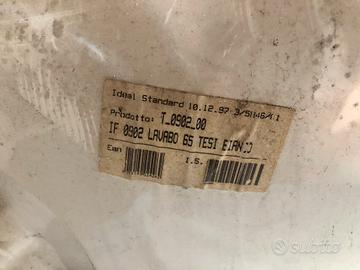 Ideal Standard 10.12.97
Prodotto: T_0902_00
IF 0902 LAVABO 65 TESI BIANCO
Ean
I.S.
subito